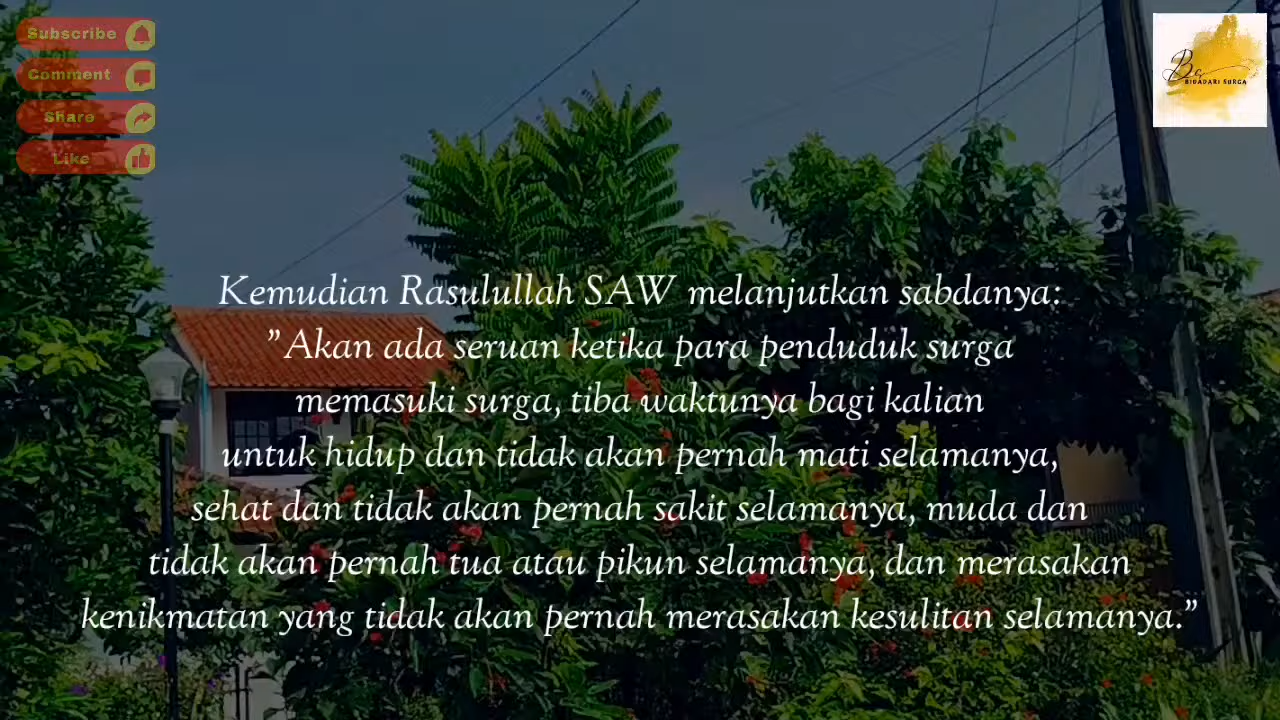 Subscribe
Comment
Share
Like
Bs
BIDADARI SURGA
Kemudian Rasulullah SAW melanjutkan sabdanya:
"Akan ada seruan ketika para penduduk surga
memasuki surga, tiba waktunya bagi kalian
untuk hidup dan tidak akan pernah mati selamanya,
sehat dan tidak akan pernah sakit selamanya, muda dan
tidak akan pernah tua atau pikun selamanya, dan merasakan
kenikmatan yang tidak akan pernah merasakan kesulitan selamanya."